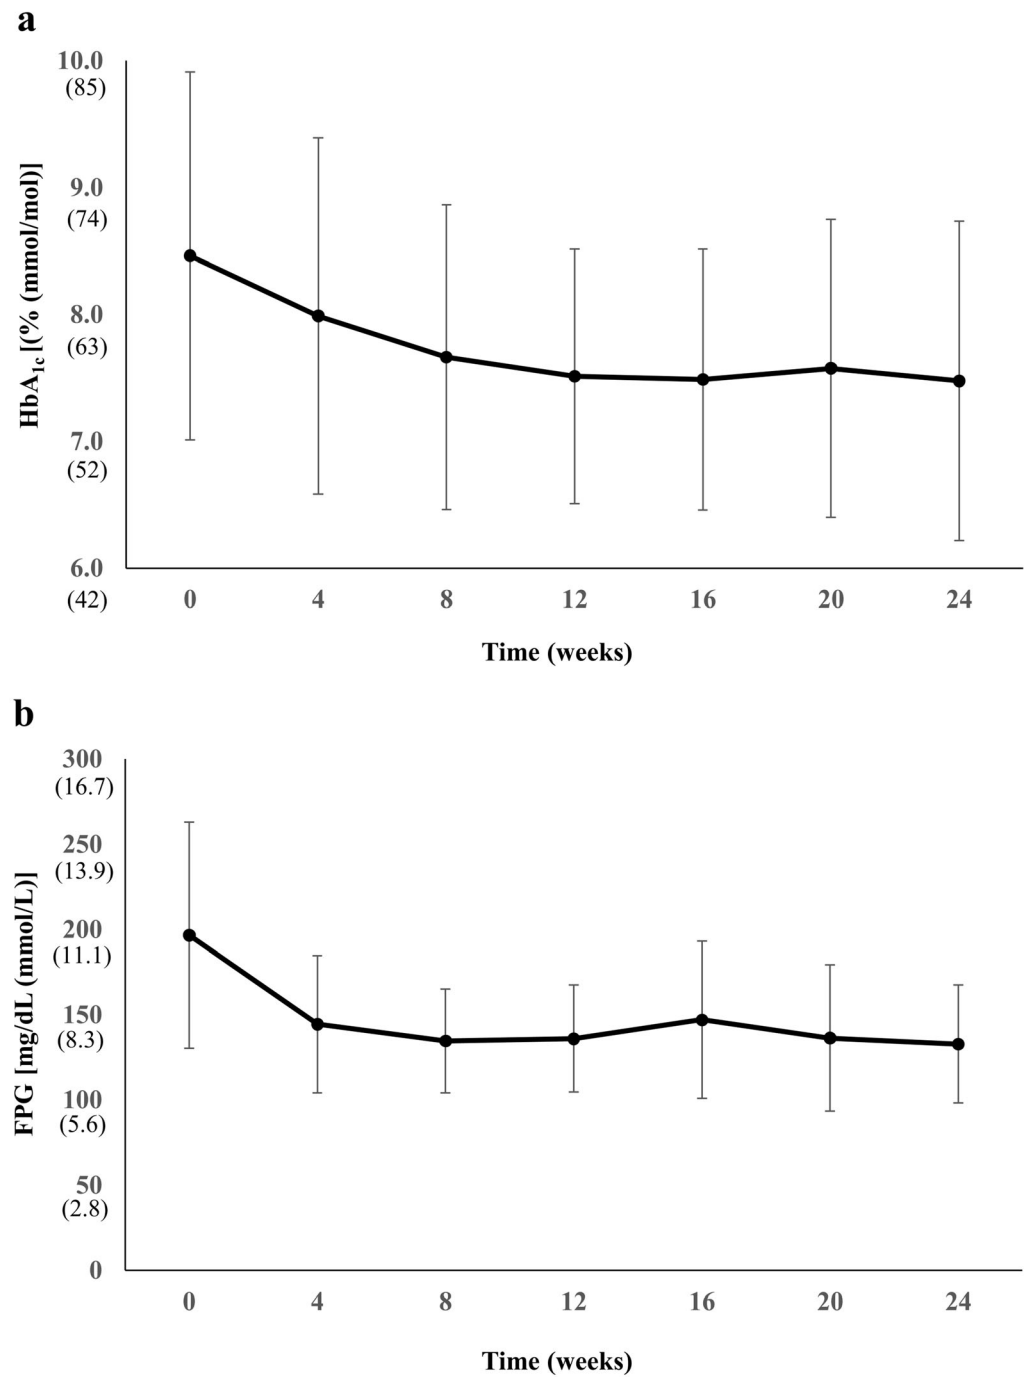 a
10.0
(85)
9.0
(74)
8.0
(63)
7.0
(52)
6.0
(42)
HbA1c [(% (mmol/mol)]
0 4 8 12 16 20 24
Time (weeks)
b
300
(16.7)
250
(13.9)
200
(11.1)
150
(8.3)
100
(5.6)
50
(2.8)
0
FPG [mg/dL (mmol/L)]
0 4 8 12 16 20 24
Time (weeks)